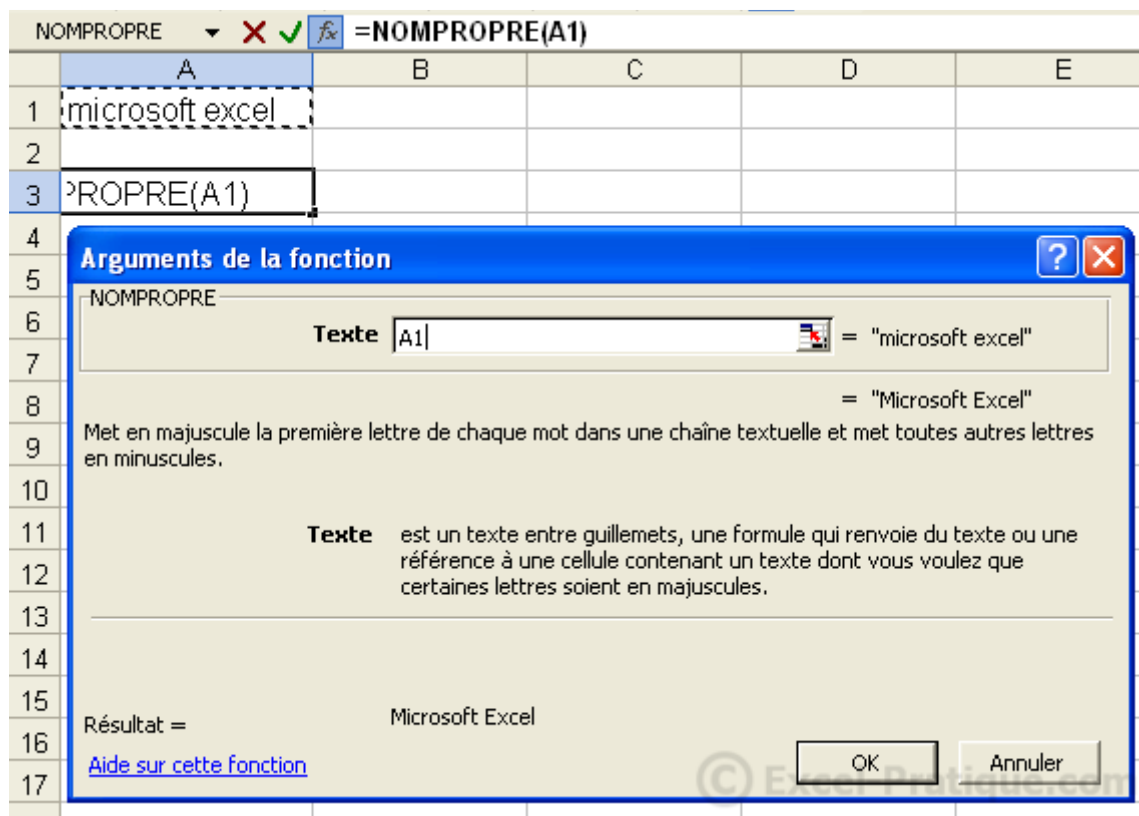 NOMPROPRE =NOMPROPRE(A1)
A B C D E
1 microsoft excel
2
3 PROPRE(A1)
4
Arguments de la fonction ?
5
NOMPROPRE
6
Texte A1 = "microsoft excel"
7
8 = "Microsoft Excel"
Met en majuscule la première lettre de chaque mot dans une chaîne textuelle et met toutes autres lettres
9
en minuscules.
10
11 Texte est un texte entre guillemets, une formule qui renvoie du texte ou une
référence à une cellule contenant un texte dont vous voulez que
12
certaines lettres soient en majuscules.
13
14
15
Résultat = Microsoft Excel
16
Aide sur cette fonction OK Annuler
17 © Excel-Pratique.com